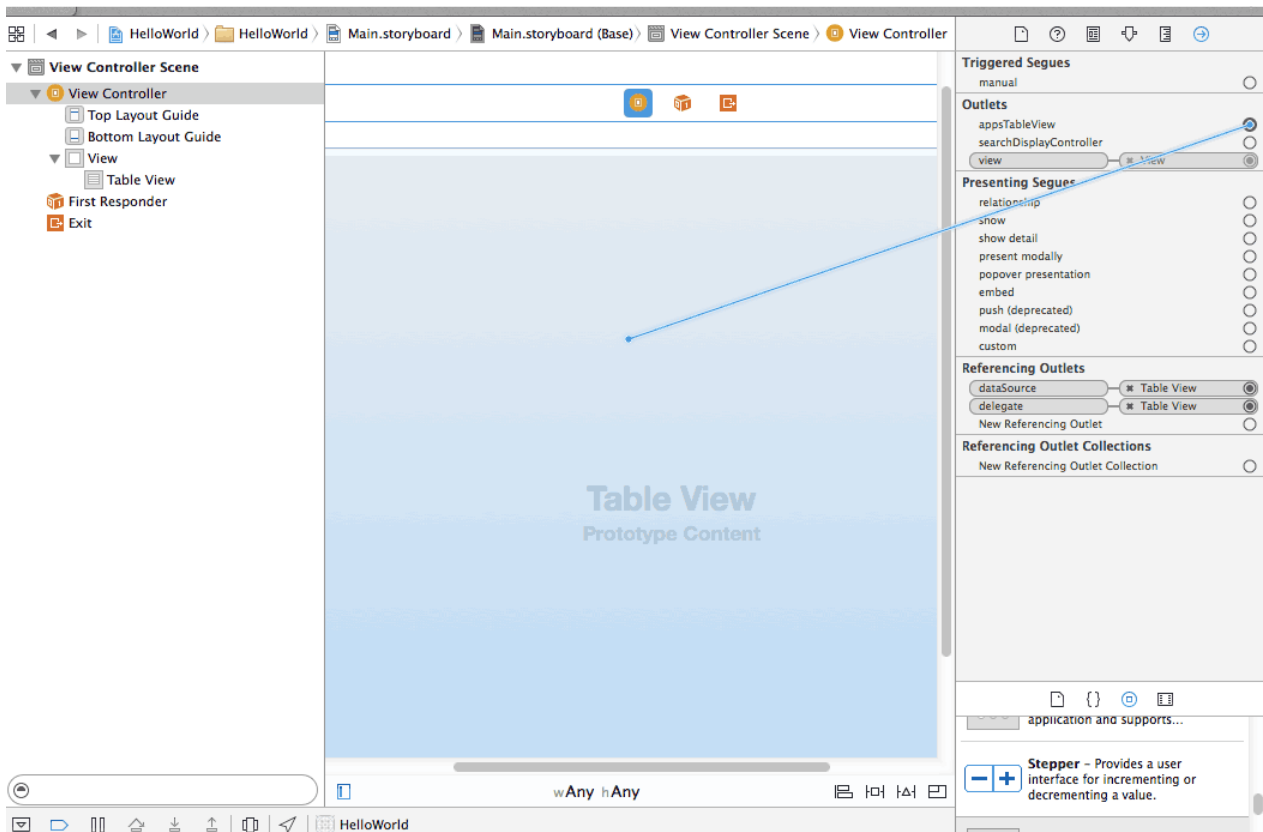 HelloWorld
HelloWorld
Main.storyboard
Main.storyboard (Base)
View Controller Scene
View Controller
View Controller Scene
View Controller
Top Layout Guide
Bottom Layout Guide
View
Table View
First Responder
Exit
Table View
Prototype Content
wAny hAny
HelloWorld
Triggered Segues
manual
Outlets
appsTableView
searchDisplayController
view View
Presenting Segues
relationship
show
show detail
present modally
popover presentation
embed
push (deprecated)
modal (deprecated)
custom
Referencing Outlets
dataSource Table View
delegate Table View
New Referencing Outlet
Referencing Outlet Collections
New Referencing Outlet Collection
application and supports...
Stepper – Provides a user
interface for incrementing or
decrementing a value.